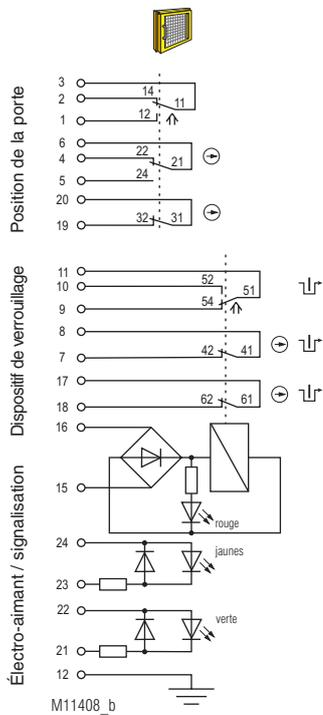 Position de la porte
3
2 14 11
1 12
6
4 22 21
5 24
20
19 32 31
Dispositif de verrouillage
11
10 52
9 54 51
8
7 42 41
17
18 62 61
Électro-aimant / signalisation
16
15
rouge
24
jaunes
23
22
verte
21
12
M11408_b